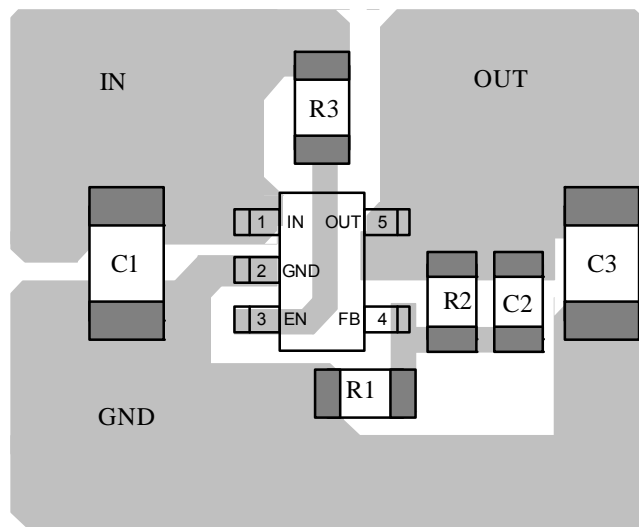 IN
OUT
R3
1 IN OUT 5
C1
2 GND
C3
R2
C2
3 EN FB 4
R1
GND